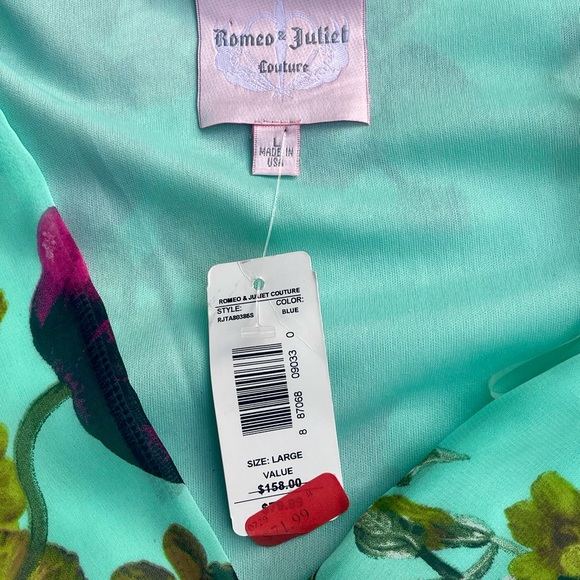 Romeo & Juliet
Couture
L
MADE IN
USA
ROMEO & JULIET COUTURE
STYLE: COLOR:
RJTA80386S BLUE
8 87068 09033 0
SIZE: LARGE
VALUE
$158.00
71.99